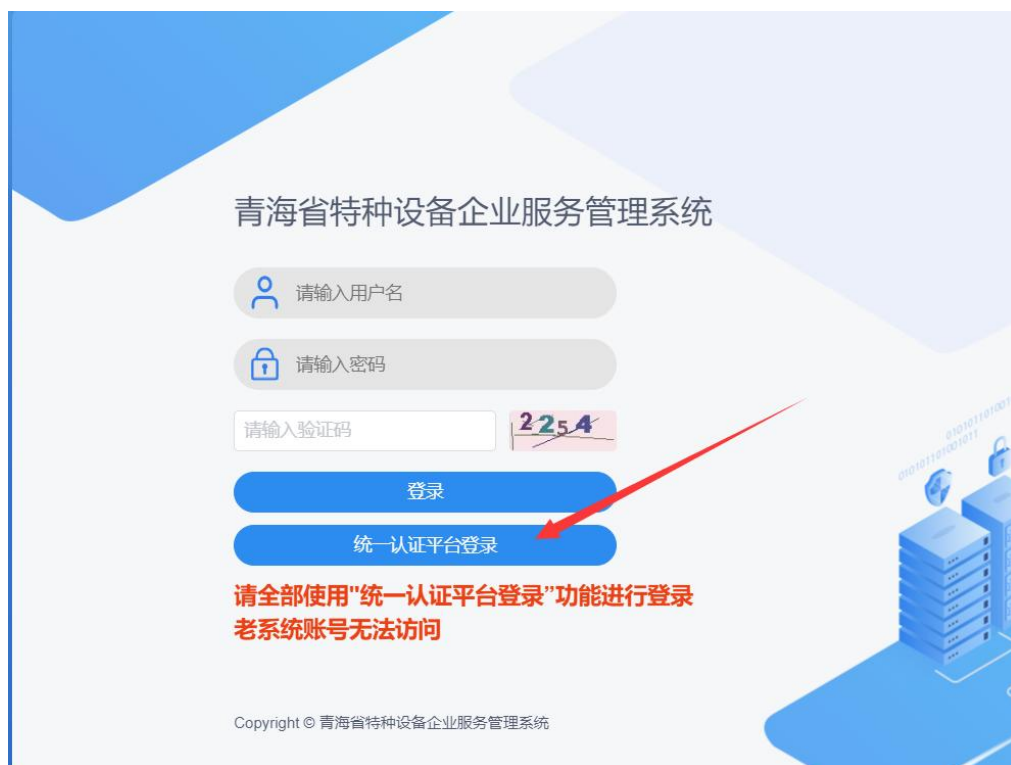 青海省特种设备企业服务管理系统
请输入用户名
请输入密码
请输入验证码
2254
登录
统一认证平台登录
请全部使用"统一认证平台登录”功能进行登录
老系统账号无法访问
Copyright © 青海省特种设备企业服务管理系统